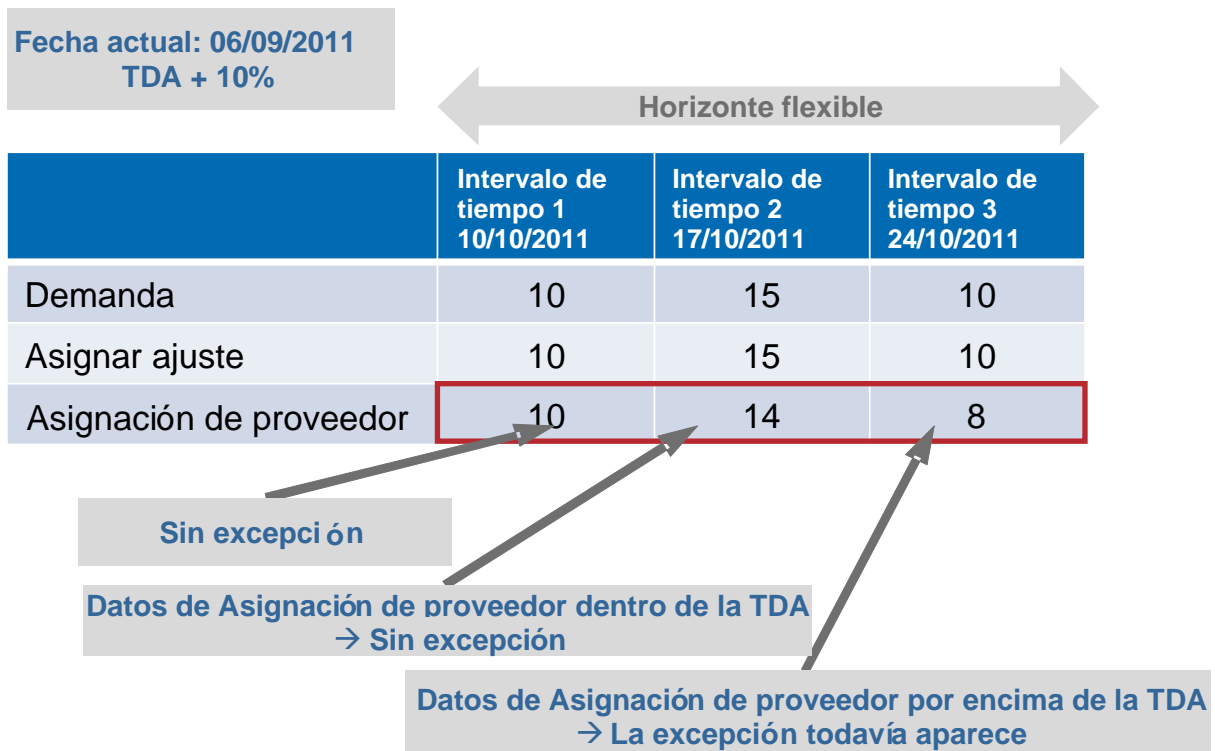 Fecha actual: 06/09/2011
TDA + 10%
Horizonte flexible
Intervalo de tiempo 1 10/10/2011
Intervalo de tiempo 2 17/10/2011
Intervalo de tiempo 3 24/10/2011
Demanda 10 15 10
Asignar ajuste 10 15 10
Asignación de proveedor 10 14 8
Sin excepción
Datos de Asignación de proveedor dentro de la TDA
→ Sin excepción
Datos de Asignación de proveedor por encima de la TDA
→ La excepción todavía aparece